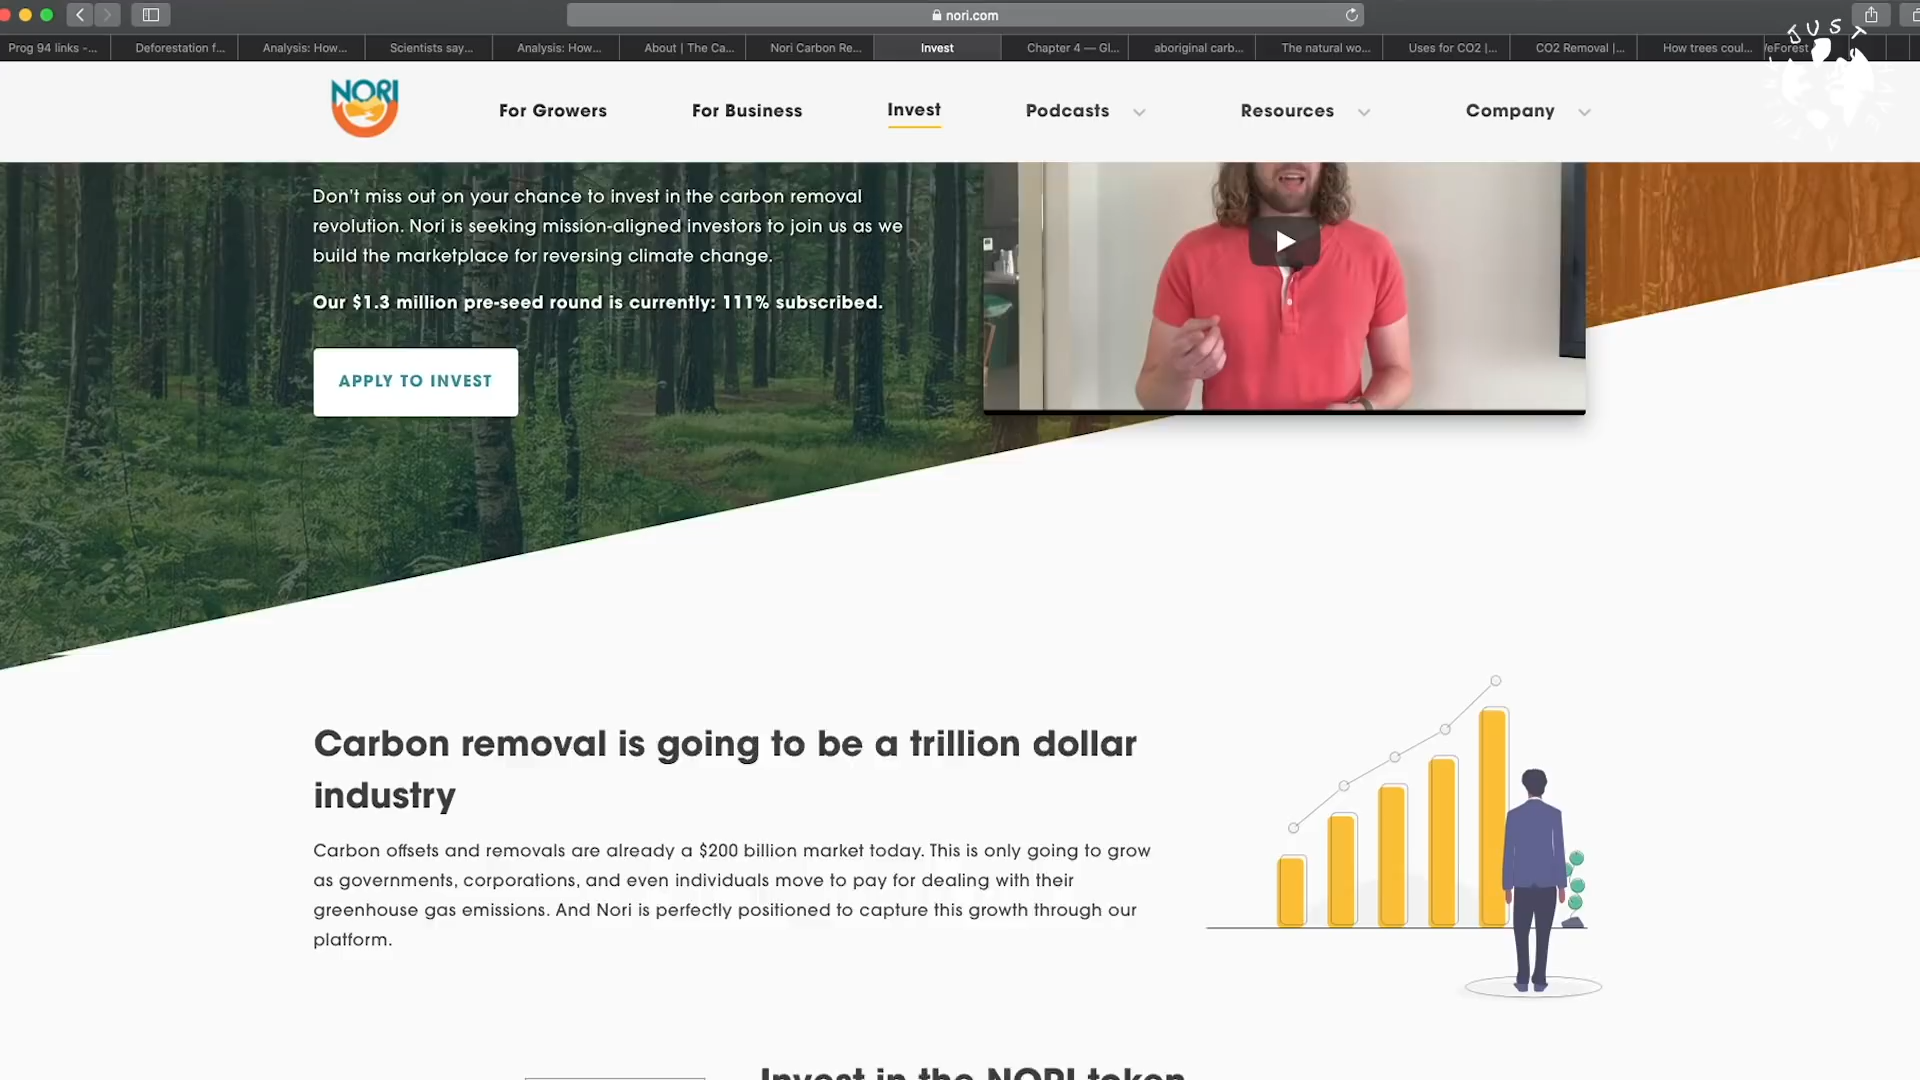 nori.com
Prog 94 links -...
Deforestation f...
Analysis: How...
Scientists say...
Analysis: How...
About | The Ca...
Nori Carbon Re...
Invest
Chapter 4 — Gl...
aboriginal carb...
The natural wo...
Uses for CO2 |...
CO2 Removal |...
How trees coul...
JUST
NORI
For Growers
For Business
Invest
Podcasts
Resources
Company
Don't miss out on your chance to invest in the carbon removal
revolution. Nori is seeking mission-aligned investors to join us as we
build the marketplace for reversing climate change.
Our $1.3 million pre-seed round is currently: 111% subscribed.
APPLY TO INVEST
Carbon removal is going to be a trillion dollar
industry
Carbon offsets and removals are already a $200 billion market today. This is only going to grow
as governments, corporations, and even individuals move to pay for dealing with their
greenhouse gas emissions. And Nori is perfectly positioned to capture this growth through our
platform.
Invest in the NORI token